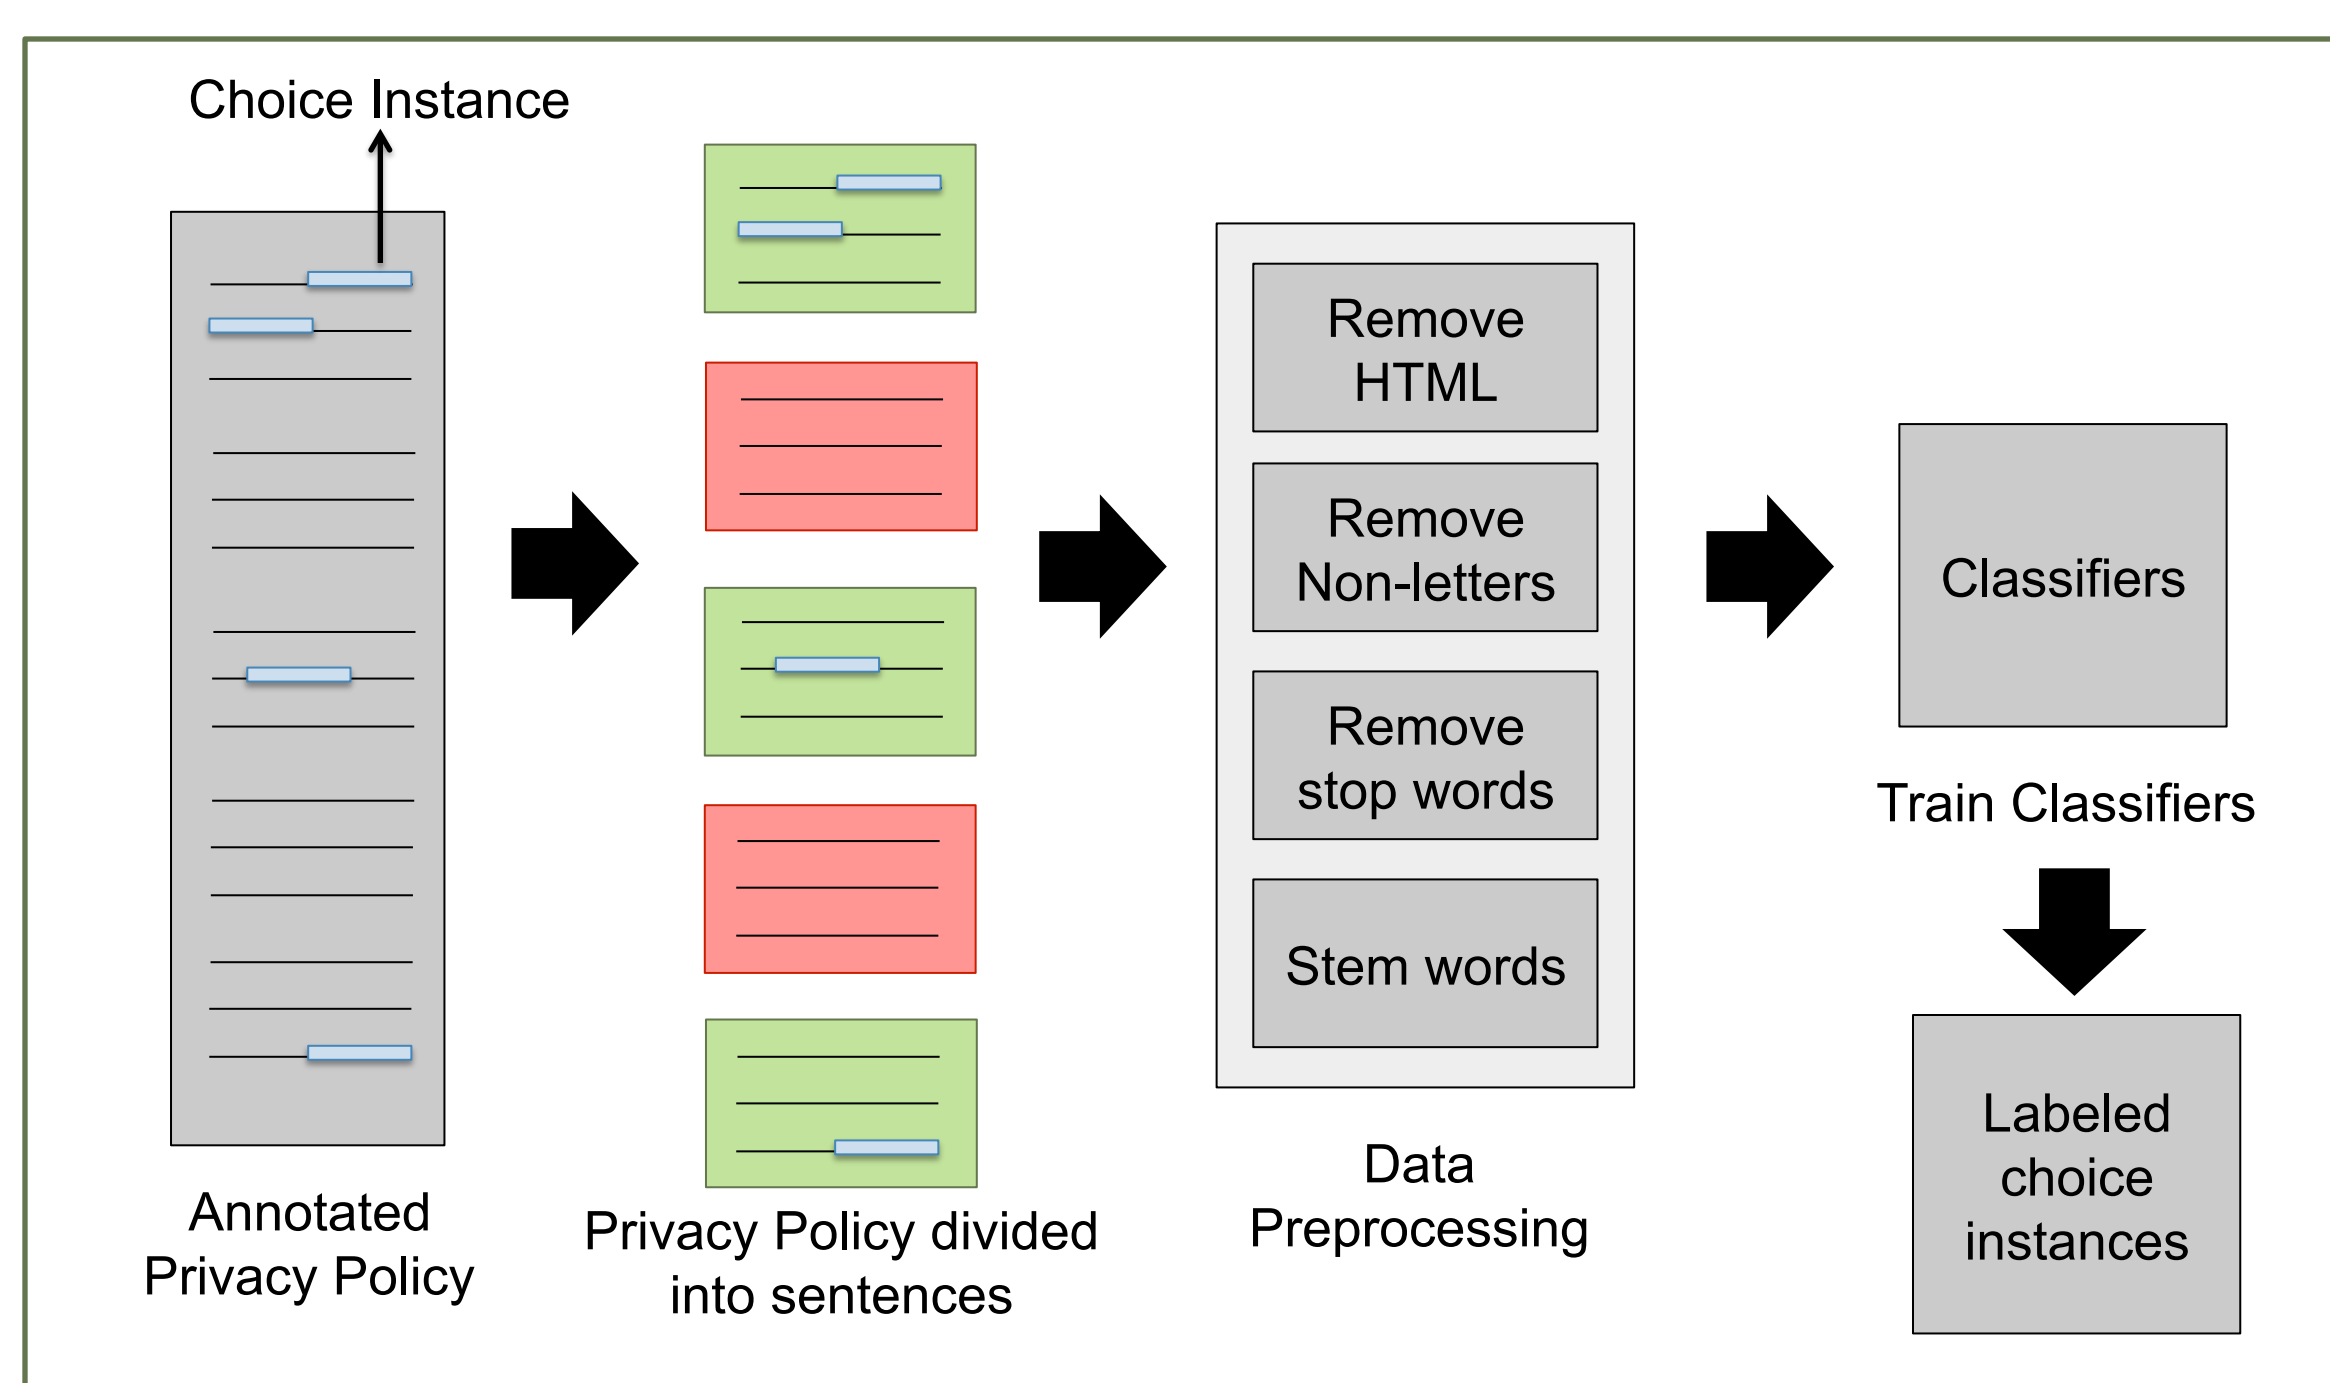 Choice Instance
Annotated
Privacy Policy
Privacy Policy divided
into sentences
Remove
HTML
Remove
Non-letters
Remove
stop words
Stem words
Data
Preprocessing
Classifiers
Train Classifiers
Labeled
choice
instances